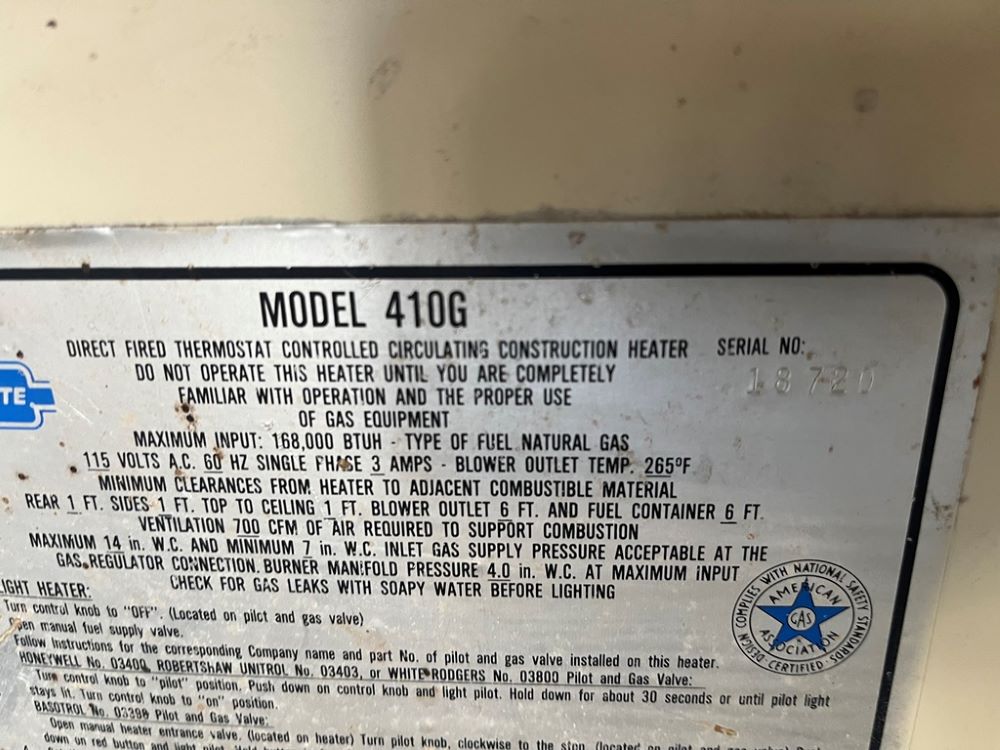 MODEL 410G
DIRECT FIRED THERMOSTAT CONTROLLED CIRCULATING CONSTRUCTION HEATER SERIAL NO:
18720
DO NOT OPERATE THIS HEATER UNTIL YOU ARE COMPLETELY
FAMILIAR WITH OPERATION AND THE PROPER USE
OF GAS EQUIPMENT
TE
MAXIMUM INPUT: 168,000 BTUH - TYPE OF FUEL NATURAL GAS
115 VOLTS A.C. 60 HZ SINGLE PHASE 3 AMPS - BLOWER OUTLET TEMP. 265°F
MINIMUM CLEARANCES FROM HEATER TO ADJACENT COMBUSTIBLE MATERIAL
REAR 1 FT. SIDES 1 FT. TOP TO CEILING 1 FT. BLOWER OUTLET 6 FT. AND FUEL CONTAINER 6 FT.
VENTILATION 700 CFM OF AIR REQUIRED TO SUPPORT COMBUSTION
MAXIMUM 14 in. W.C. AND MINIMUM 7 in. W.C. INLET GAS SUPPLY PRESSURE ACCEPTABLE AT THE
GAS REGULATOR CONNECTION. BURNER MANIFOLD PRESSURE 4.0 in. W.C. AT MAXIMUM INPUT
CHECK FOR GAS LEAKS WITH SOAPY WATER BEFORE LIGHTING
IGHT HEATER:
Turn control knob to "OFF". (Located on pilot and gas valve)
Open manual fuel supply valve.
Follow Instructions for the corresponding Company name and part No. of pilot and gas valve installed on this heater.
HONEYWELL No. 03400, ROBERTSHAW UNITROL No. 03403, or WHITE RODGERS No. 03800 Pilot and Gas Valve:
Turn control knob to "pilot" position. Push down on control knob and light pilot. Hold down for about 30 seconds or until pilot light
stays lit. Turn control knob to "on" position.
BASOTROL No. 03398 Pilot and Gas Valve:
Open manual heater entrance valve. (located on heater) Turn pilot knob, clockwise to the stop. (located on pilot and gas valve)
down on red button and light pilot.
DESIGN COMPLIES WITH NATIONAL SAFETY STANDARDS
AMERICAN
GAS
ASSOCIATION
CERTIFIED